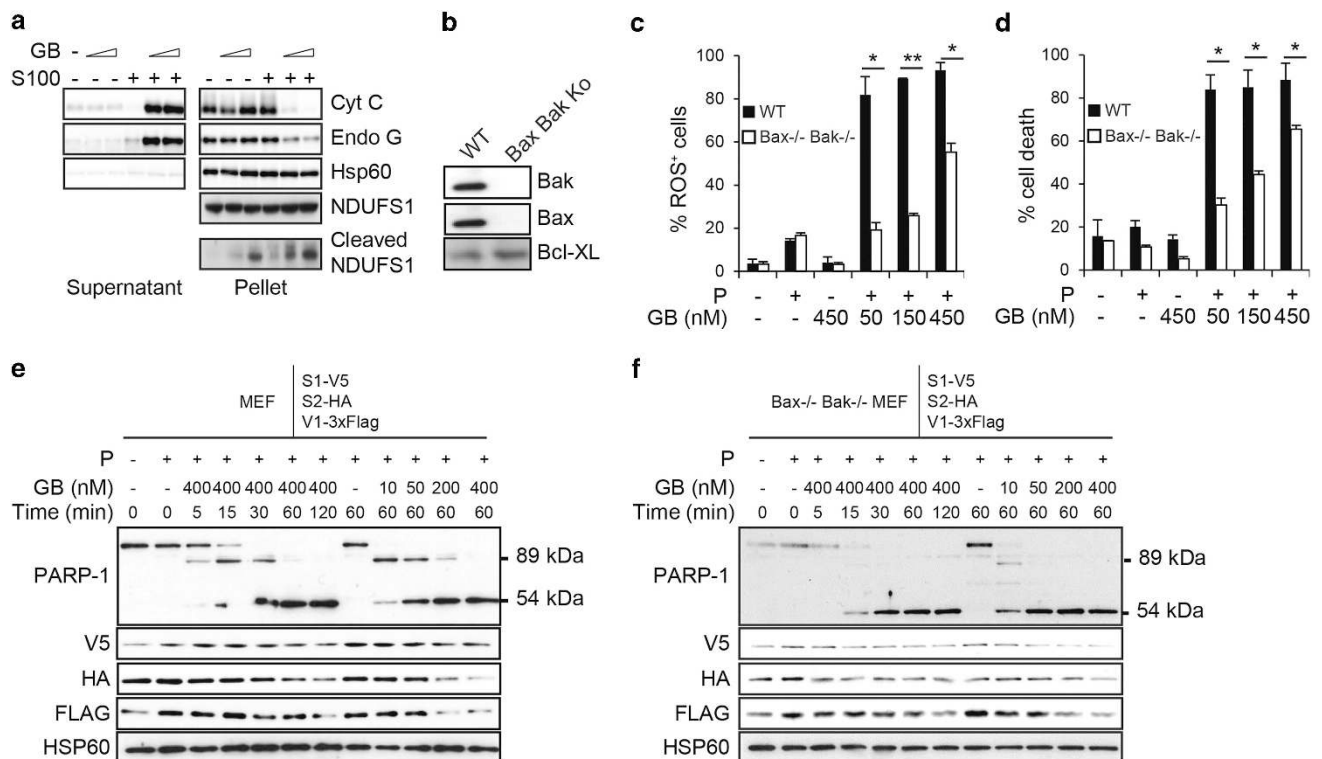 a
GB -
S100 - - - + + + - - - + + +
Cyt C
Endo G
Hsp60
NDUFS1
Cleaved
NDUFS1
Supernatant Pellet
b
WT Bax Bak Ko
Bak
Bax
Bcl-XL
c
% ROS+ cells
100
80
60
40
20
0
WT
Bax-/- Bak-/-
* ** *
P - + - + + +
GB (nM) - - 450 50 150 450
d
% cell death
100
80
60
40
20
0
WT
Bax-/- Bak-/-
* * *
P - + - + + +
GB (nM) - - 450 50 150 450
e
MEF
S1-V5
S2-HA
V1-3xFlag
P - + + + + + + + + + + +
GB (nM) - - 400 400 400 400 400 - 10 50 200 400
Time (min) 0 0 5 15 30 60 120 60 60 60 60 60
PARP-1
89 kDa
54 kDa
V5
HA
FLAG
HSP60
f
Bax-/- Bak-/- MEF
S1-V5
S2-HA
V1-3xFlag
P - + + + + + + + + + + +
GB (nM) - - 400 400 400 400 400 - 10 50 200 400
Time (min) 0 0 5 15 30 60 120 60 60 60 60 60
PARP-1
89 kDa
54 kDa
V5
HA
FLAG
HSP60